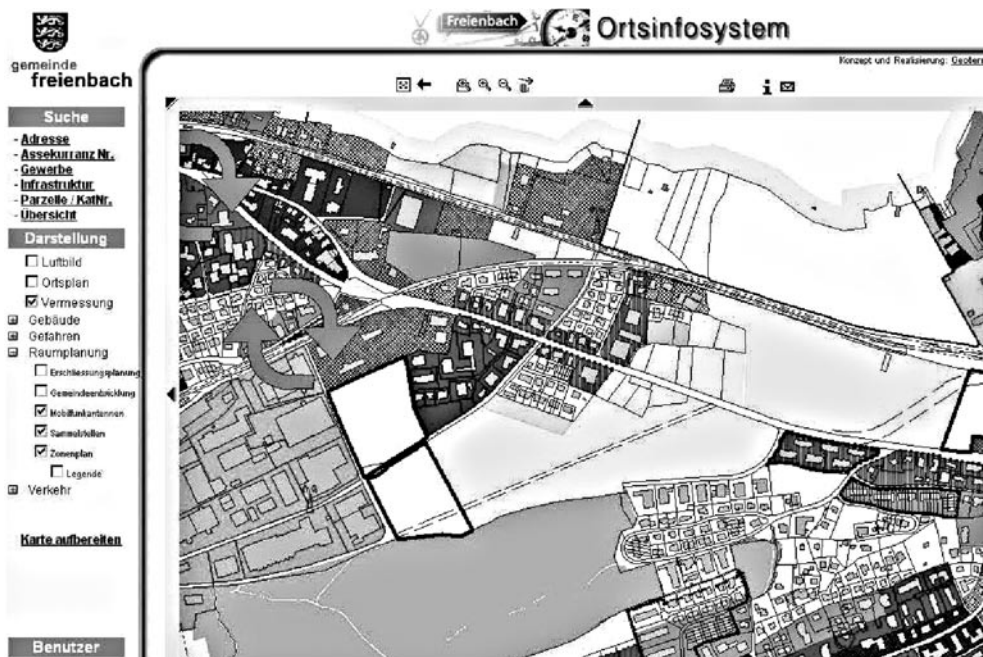 gemeinde
freienbach
Freienbach
Ortsinfosystem
Konzept und Realisierung:
Suche
- Adresse
- Assekurranz Nr.
- Gewerbe
- Infrastruktur
- Parzelle / KatNr.
- Übersicht
Darstellung
Luftbild
Ortsplan
Vermessung
Gebäude
Gefahren
Raumplanung
Erschliessungsplanung
Gemeindeentwicklung
Mobilfunkantennen
Sammelstellen
Zonenplan
Legende
Verkehr
Karte aufbereiten
Benutzer